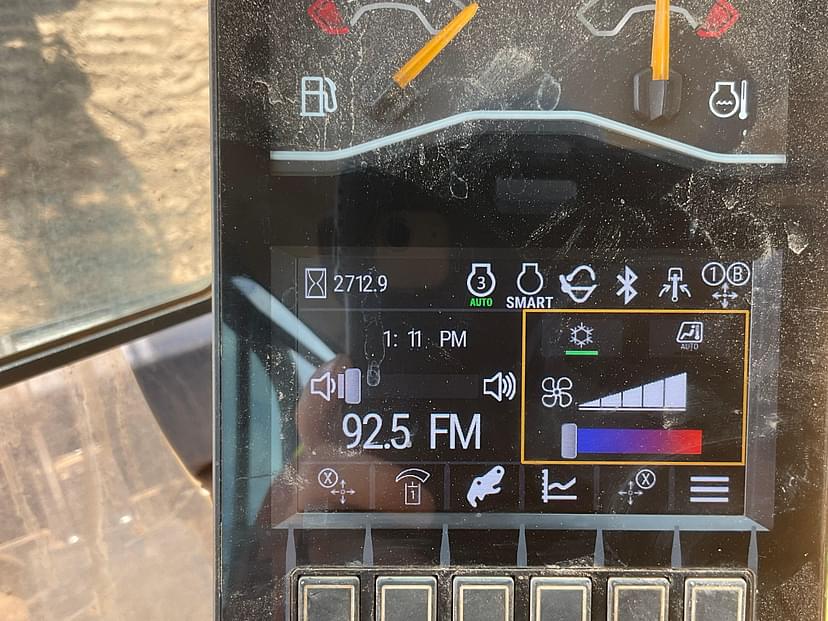 2712.9
3
AUTO
SMART
1 B
1: 11 PM
AUTO
92.5 FM
X
1
X